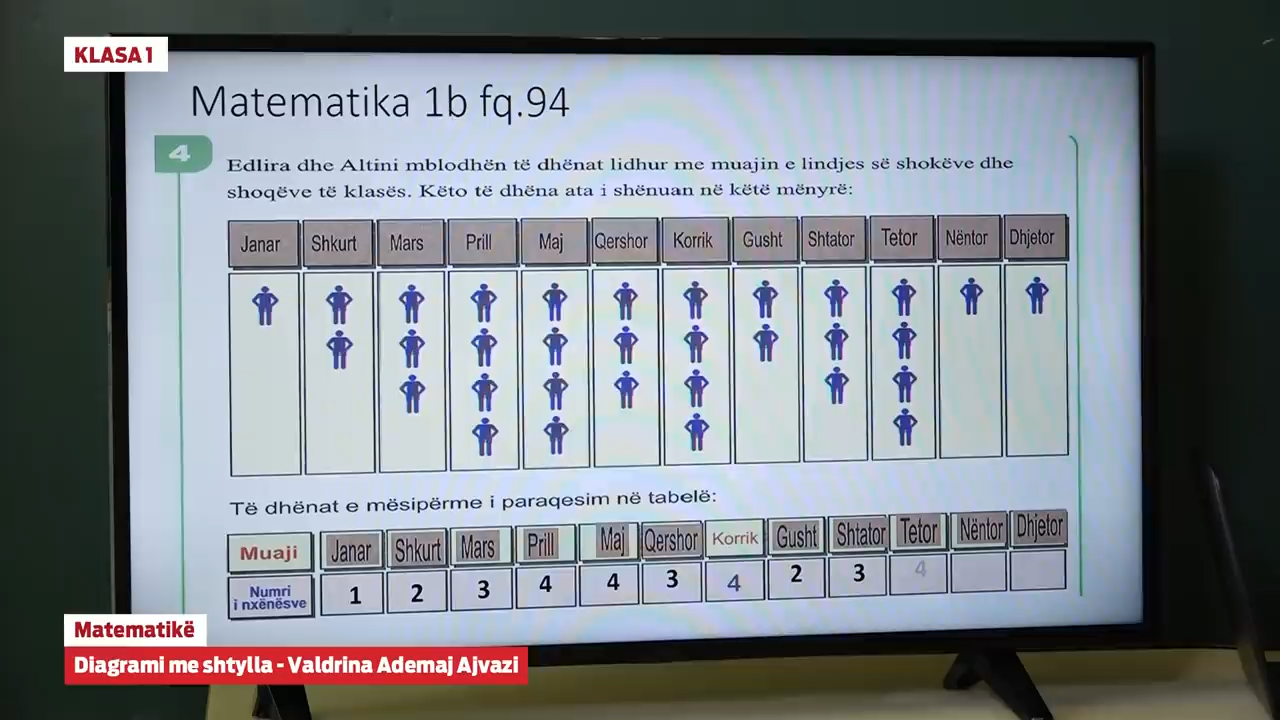 KLASA 1
Matematika 1b fq.94
4
Edlira dhe Altini mblodhën të dhënat lidhur me muajin e lindjes së shokëve dhe
shoqëve të klasës. Këto të dhëna ata i shënuan në këtë mënyrë:
Janar Shkurt Mars Prill Maj Qershor Korrik Gusht Shtator Tetor Nëntor Dhjetor
Të dhënat e mësipërme i paraqesim në tabelë:
Muaji Janar Shkurt Mars Prill Maj Qershor Korrik Gusht Shtator Tetor Nëntor Dhjetor
Numri
i nxënësve 1 2 3 4 4 3 4 2 3 4
Matematikë
Diagrami me shtylla - Valdrina Ademaj Ajvazi